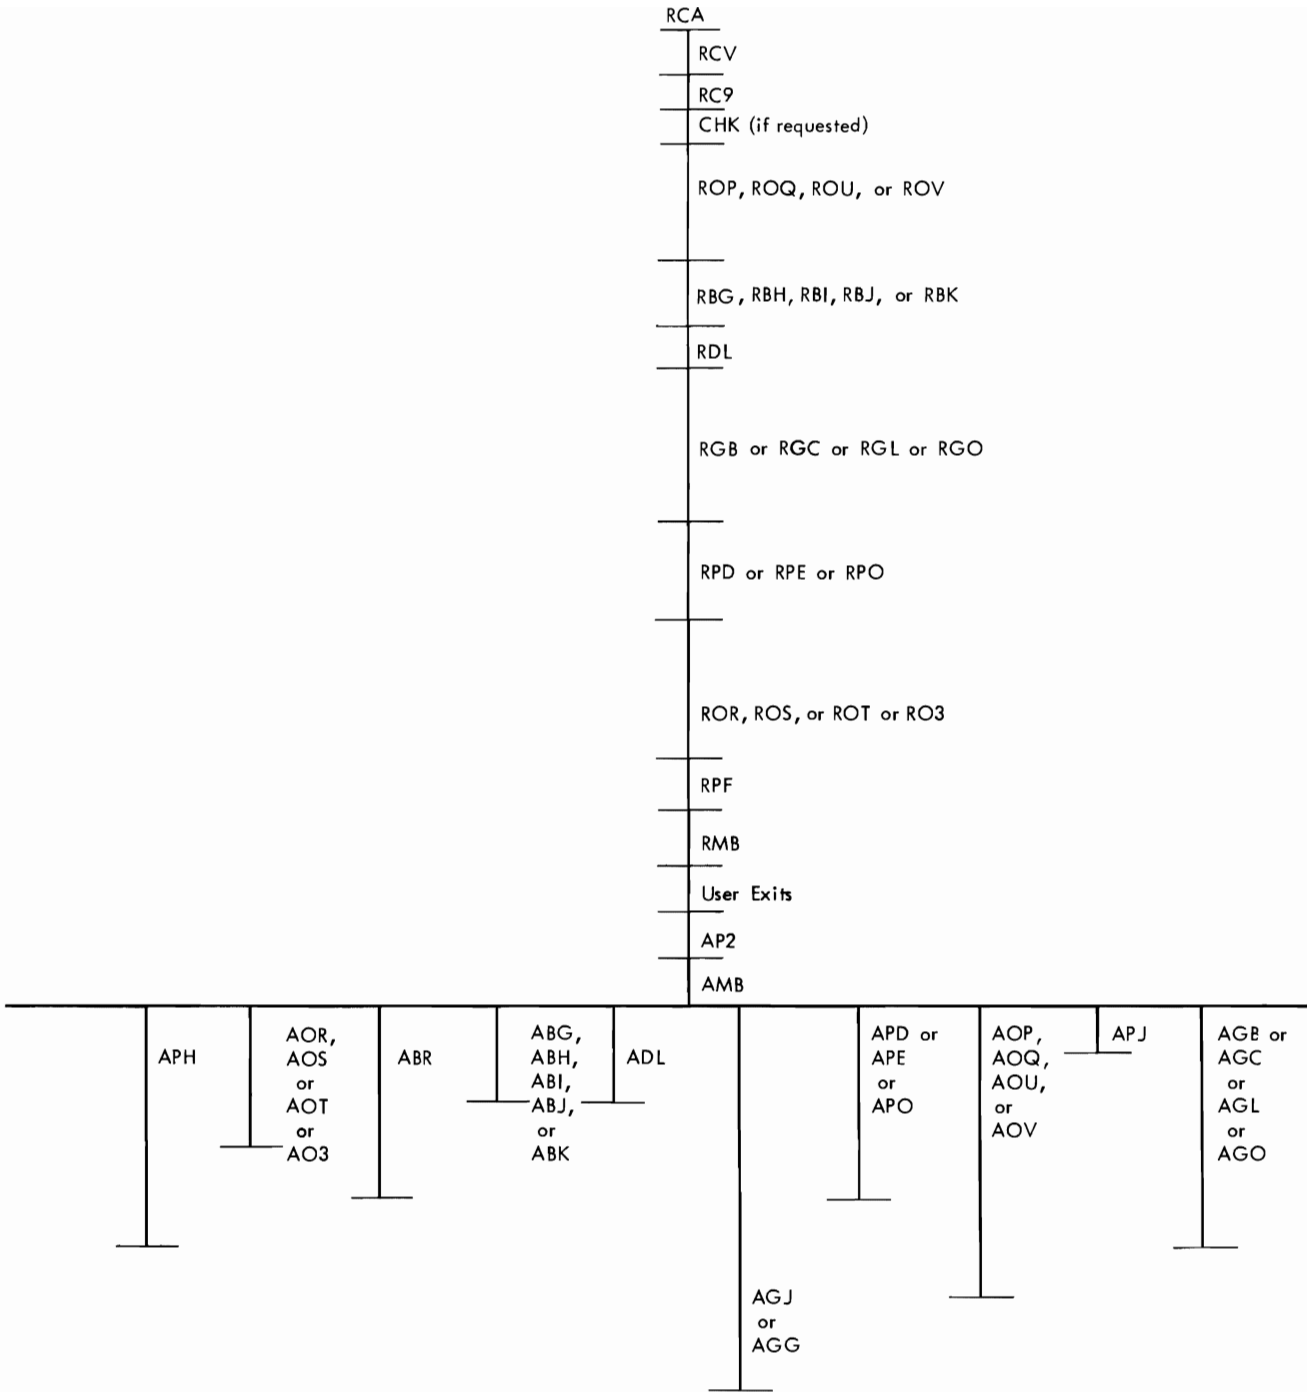 RCA
RCV
RC9
CHK (if requested)
ROP, ROQ, ROU, or ROV
RBG, RBH, RBI, RBJ, or RBK
RDL
RGB or RGC or RGL or RGO
RPD or RPE or RPO
ROR, ROS, or ROT or RO3
RPF
RMB
User Exits
AP2
AMB
APH
AOR,
AOS
or
AOT
or
AO3
ABR
ABG,
ABH,
ABI,
ABJ,
or
ABK
ADL
AGJ
or
AGG
APD or
APE
or
APO
AOP,
AOQ,
AOU,
or
AOV
APJ
AGB or
AGC
or
AGL
or
AGO